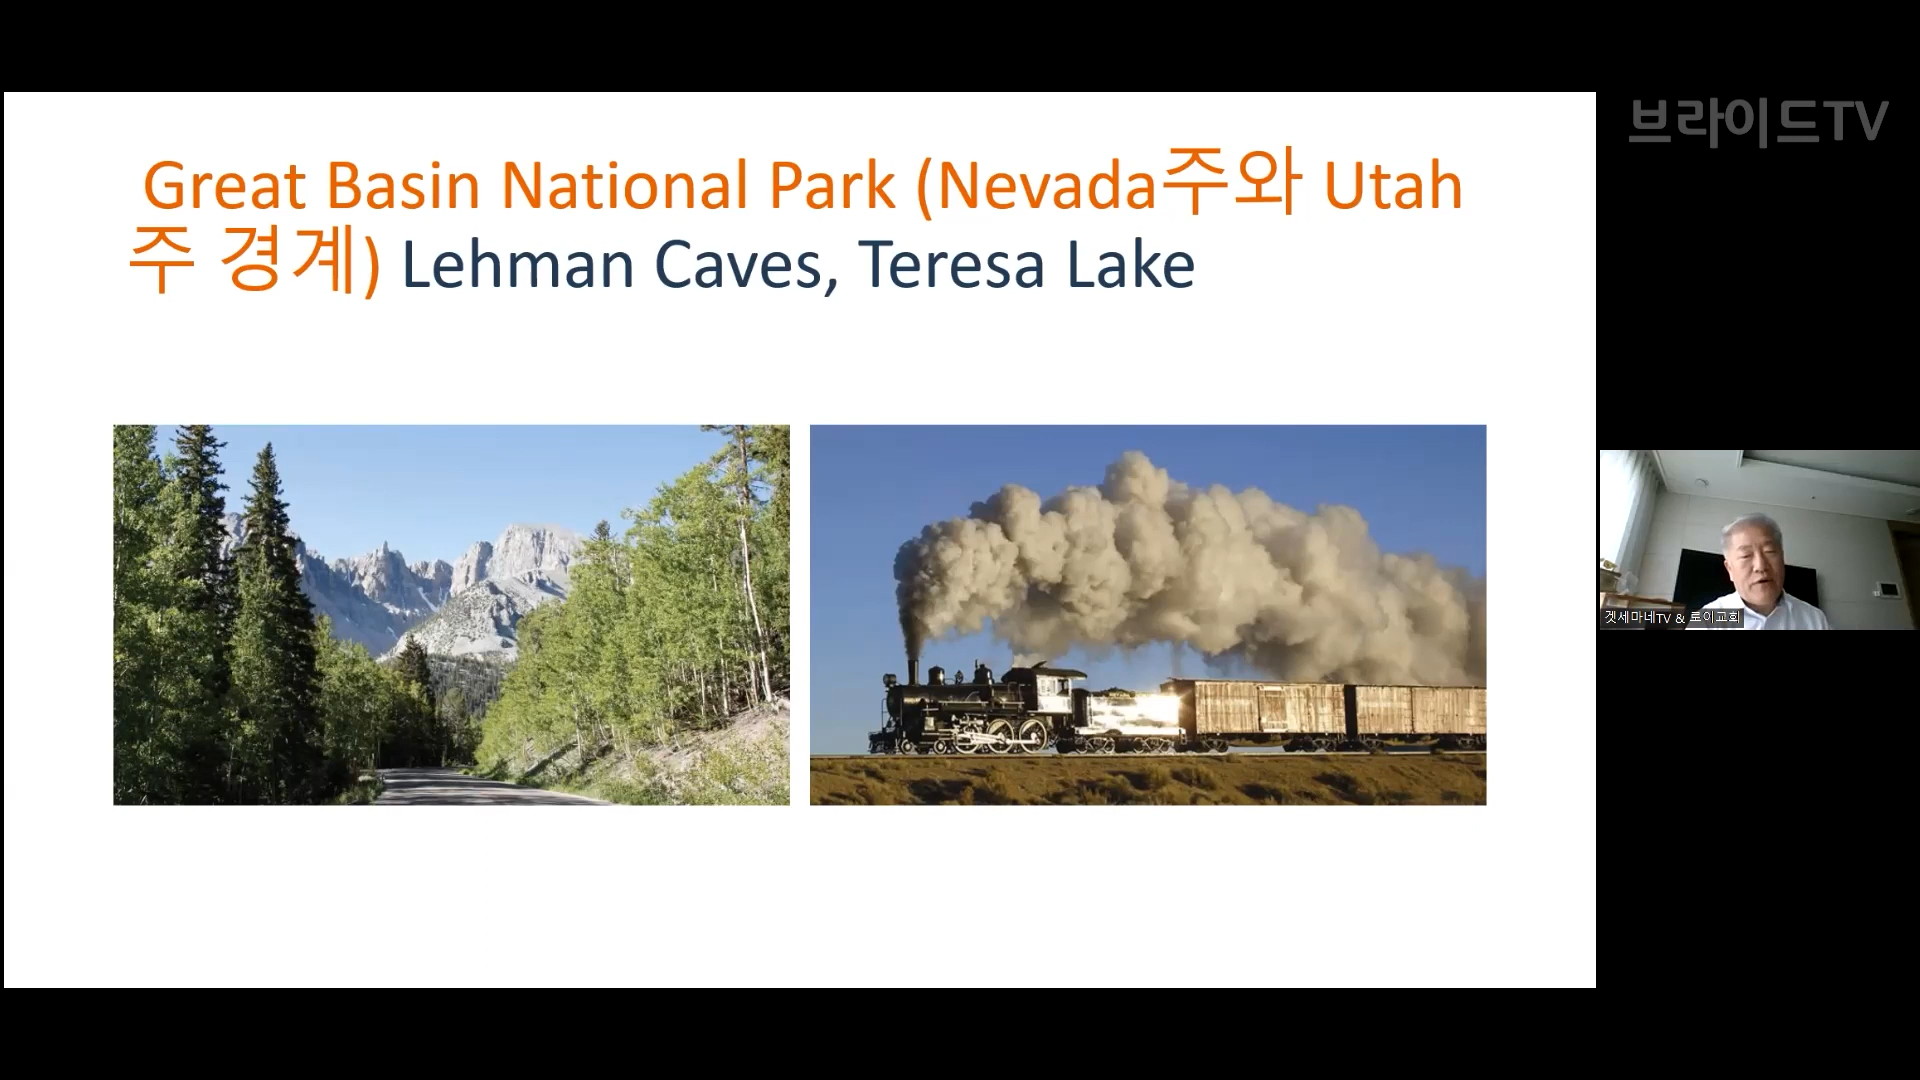 Great Basin National Park (Nevada주와 Utah
주 경계) Lehman Caves, Teresa Lake
브라이드TV
겟세마네TV & 로이교회